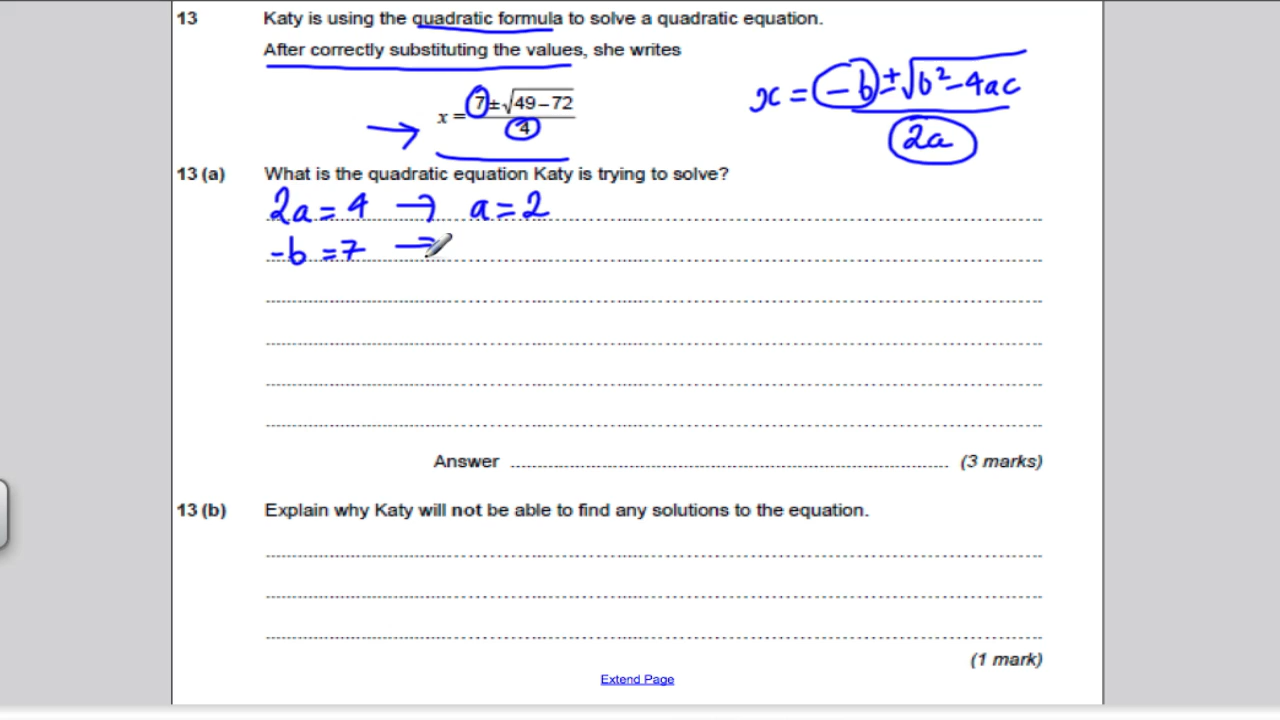 13 Katy is using the quadratic formula to solve a quadratic equation.
After correctly substituting the values, she writes
x = (7 ± √(49 – 72)) / 4
x = (-b ± √(b² - 4ac)) / 2a
13 (a) What is the quadratic equation Katy is trying to solve?
2a = 4 → a = 2
-b = 7 →
Answer (3 marks)
13 (b) Explain why Katy will not be able to find any solutions to the equation.
(1 mark)
Extend Page